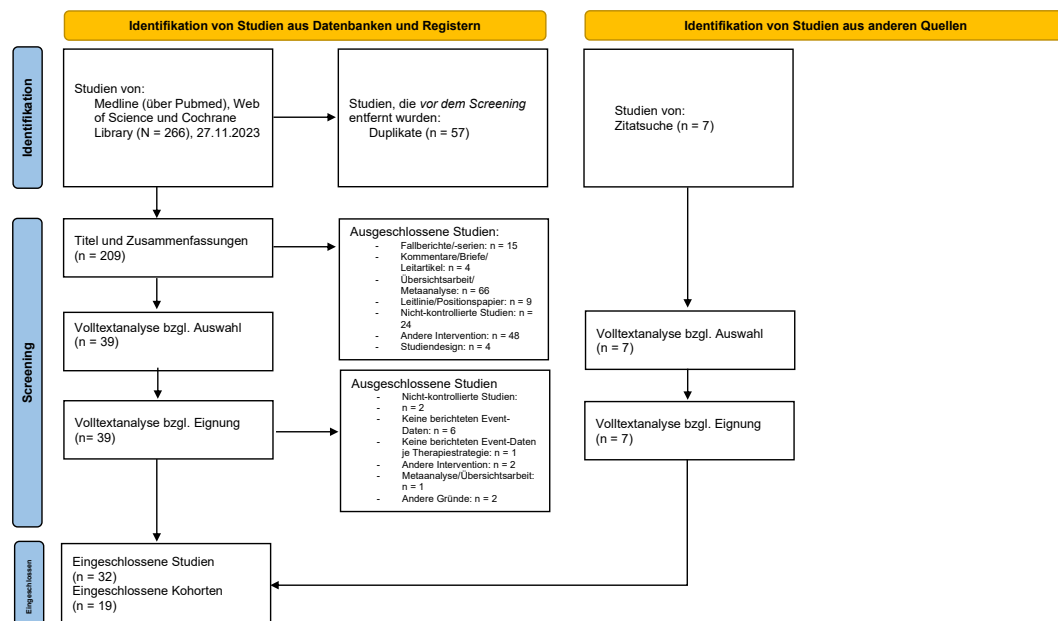 Identifikation von Studien aus Datenbanken und Registern
Identifikation von Studien aus anderen Quellen
Identifikation
Studien von:
Medline (über Pubmed), Web
of Science und Cochrane
Library (N = 266), 27.11.2023
Studien, die vor dem Screening
entfernt wurden:
Duplikate (n = 57)
Studien von:
Zitatsuche (n = 7)
Screening
Titel und Zusammenfassungen
(n = 209)
Ausgeschlossene Studien:
- Fallberichte/-serien: n = 15
- Kommentare/Briefe/
Leitartikel: n = 4
- Übersichtsarbeit/
Metaanalyse: n = 66
- Leitlinie/Positionspapier: n = 9
- Nicht-kontrollierte Studien: n =
24
- Andere Intervention: n = 48
- Studiendesign: n = 4
Volltextanalyse bzgl. Auswahl
(n = 39)
Volltextanalyse bzgl. Auswahl
(n = 7)
Volltextanalyse bzgl. Eignung
(n= 39)
Ausgeschlossene Studien
- Nicht-kontrollierte Studien:
- n = 2
- Keine berichteten Event-
Daten: n = 6
- Keine berichteten Event-Daten
je Therapiestrategie: n = 1
- Andere Intervention: n = 2
- Metaanalyse/Übersichtsarbeit:
n = 1
- Andere Gründe: n = 2
Volltextanalyse bzgl. Eignung
(n = 7)
Eingeschlossen
Eingeschlossene Studien
(n = 32)
Eingeschlossene Kohorten
(n = 19)